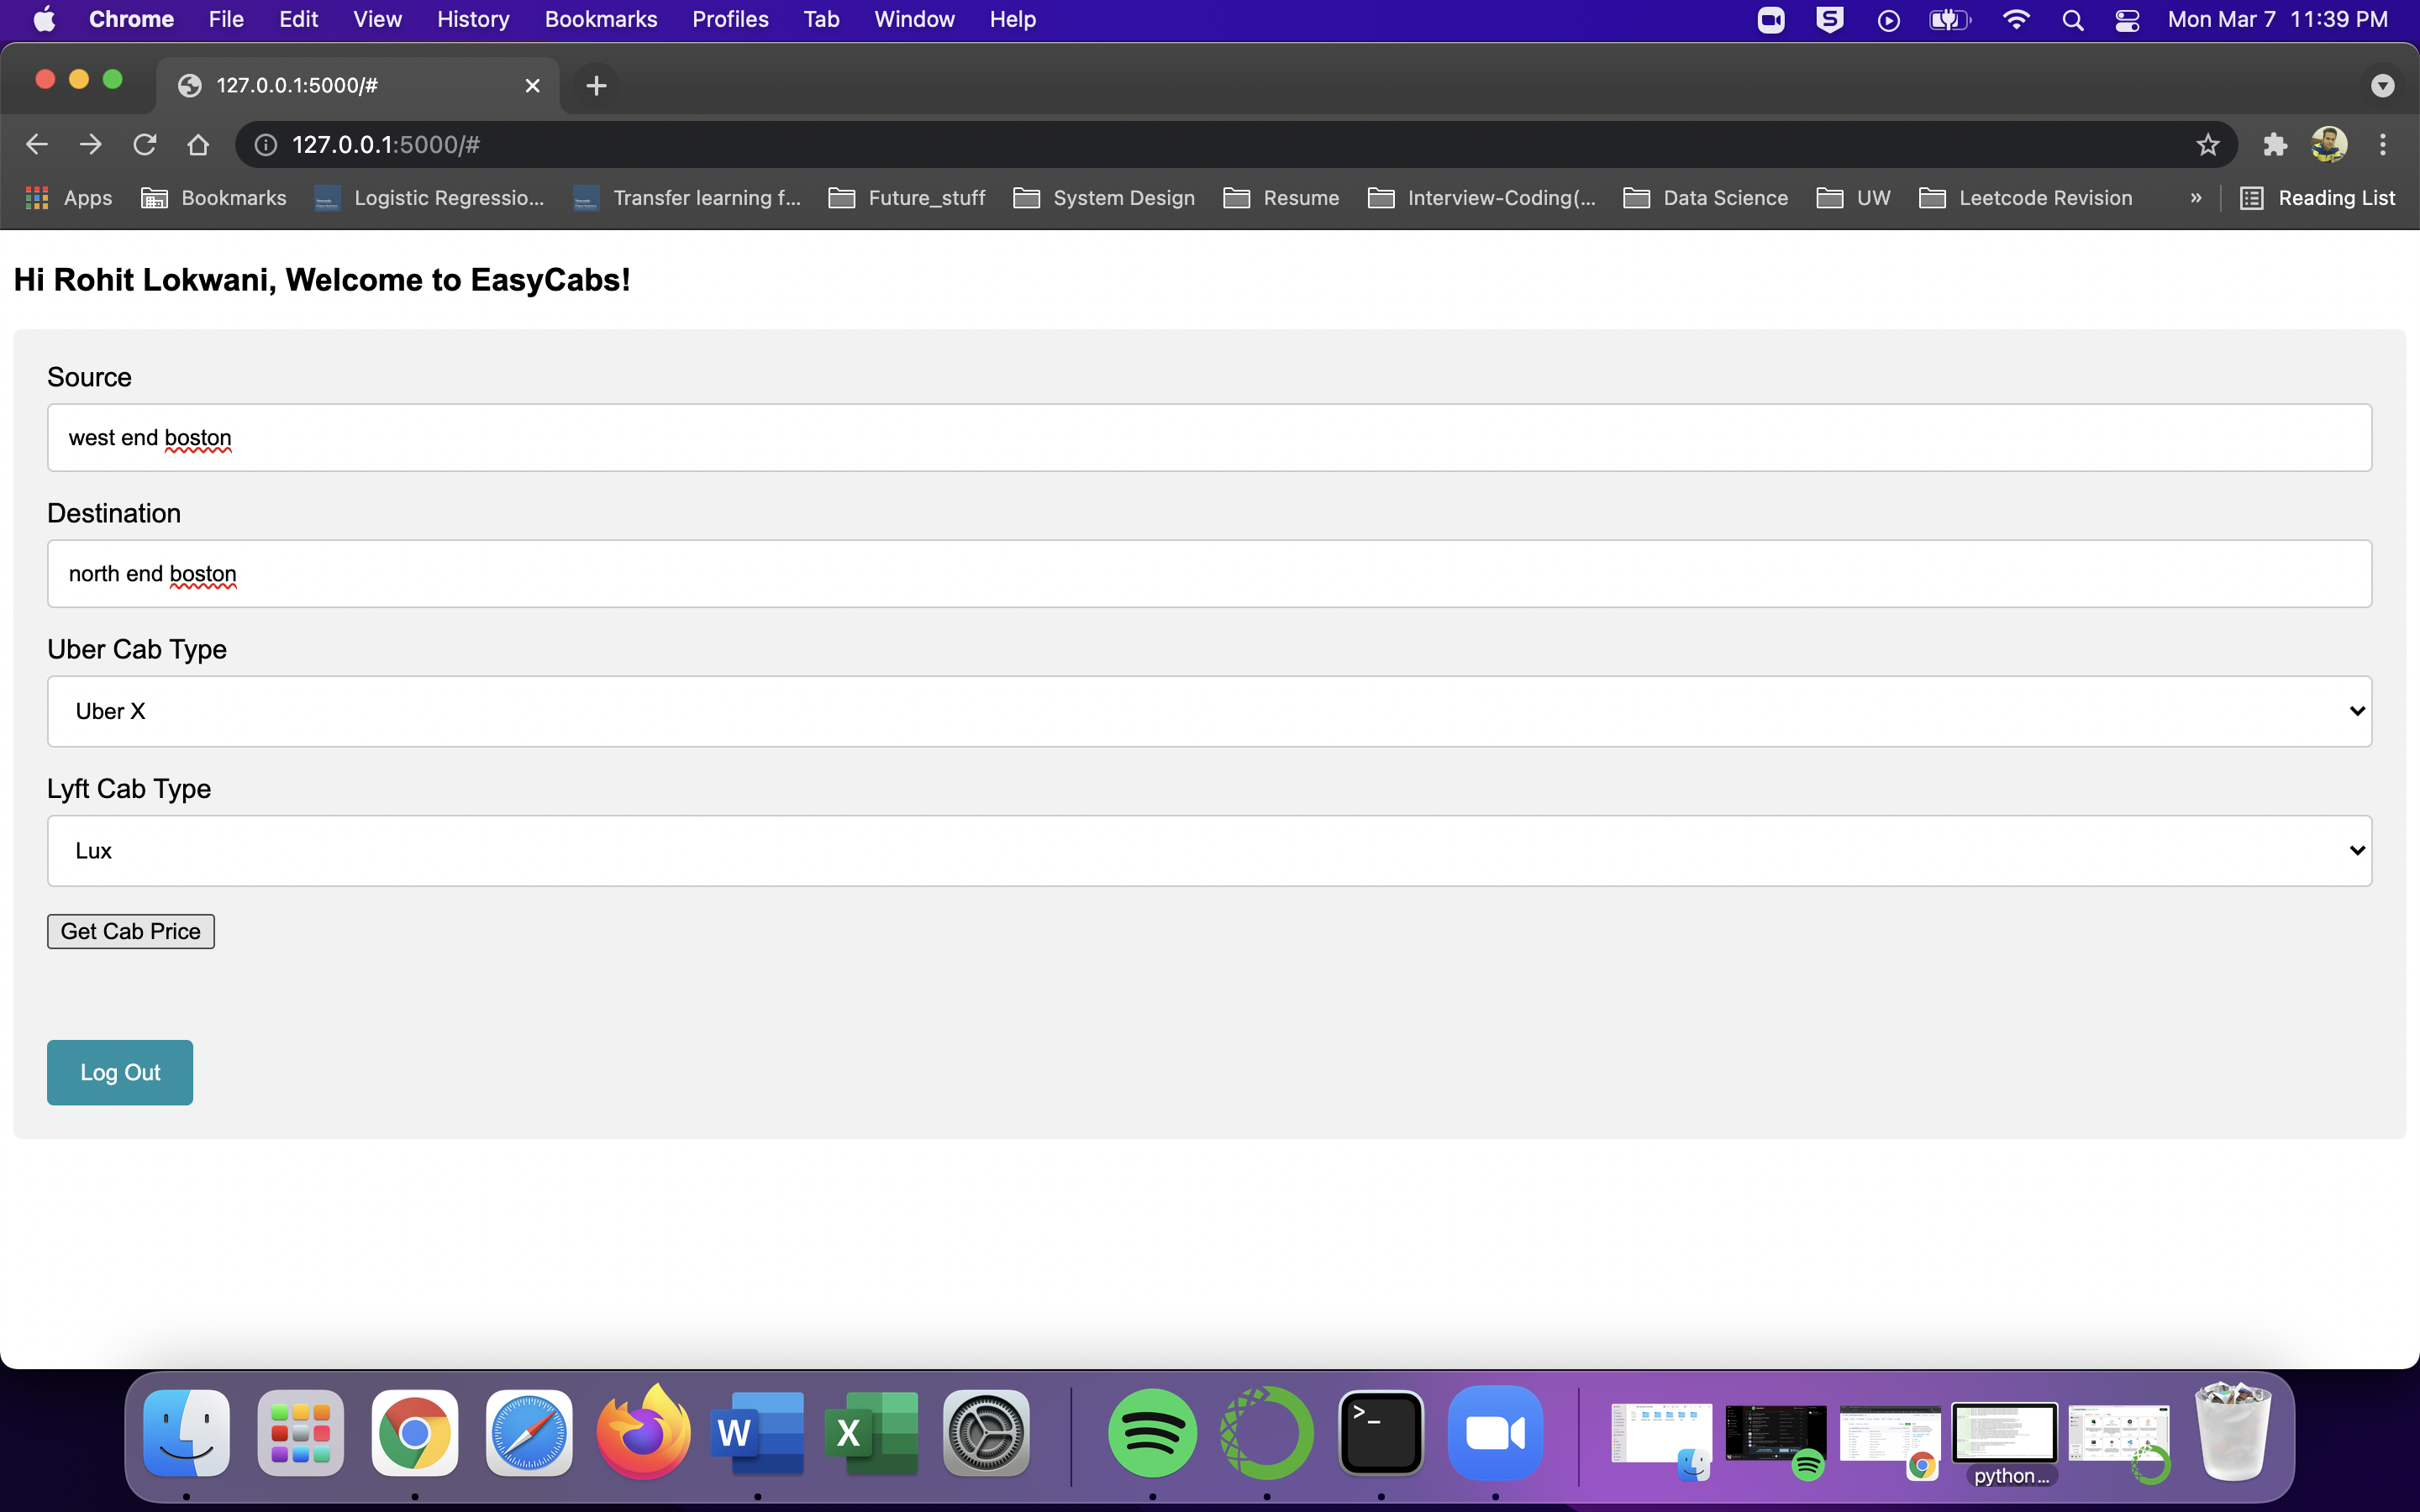 Chrome File Edit View History Bookmarks Profiles Tab Window Help Mon Mar 7 11:39 PM
127.0.0.1:5000/#
127.0.0.1:5000/#
Apps Bookmarks Logistic Regressio... Transfer learning f... Future_stuff System Design Resume Interview-Coding(... Data Science UW Leetcode Revision » Reading List
Hi Rohit Lokwani, Welcome to EasyCabs!
Source
west end boston
Destination
north end boston
Uber Cab Type
Uber X
Lyft Cab Type
Lux
Get Cab Price
Log Out
W X >_ python...